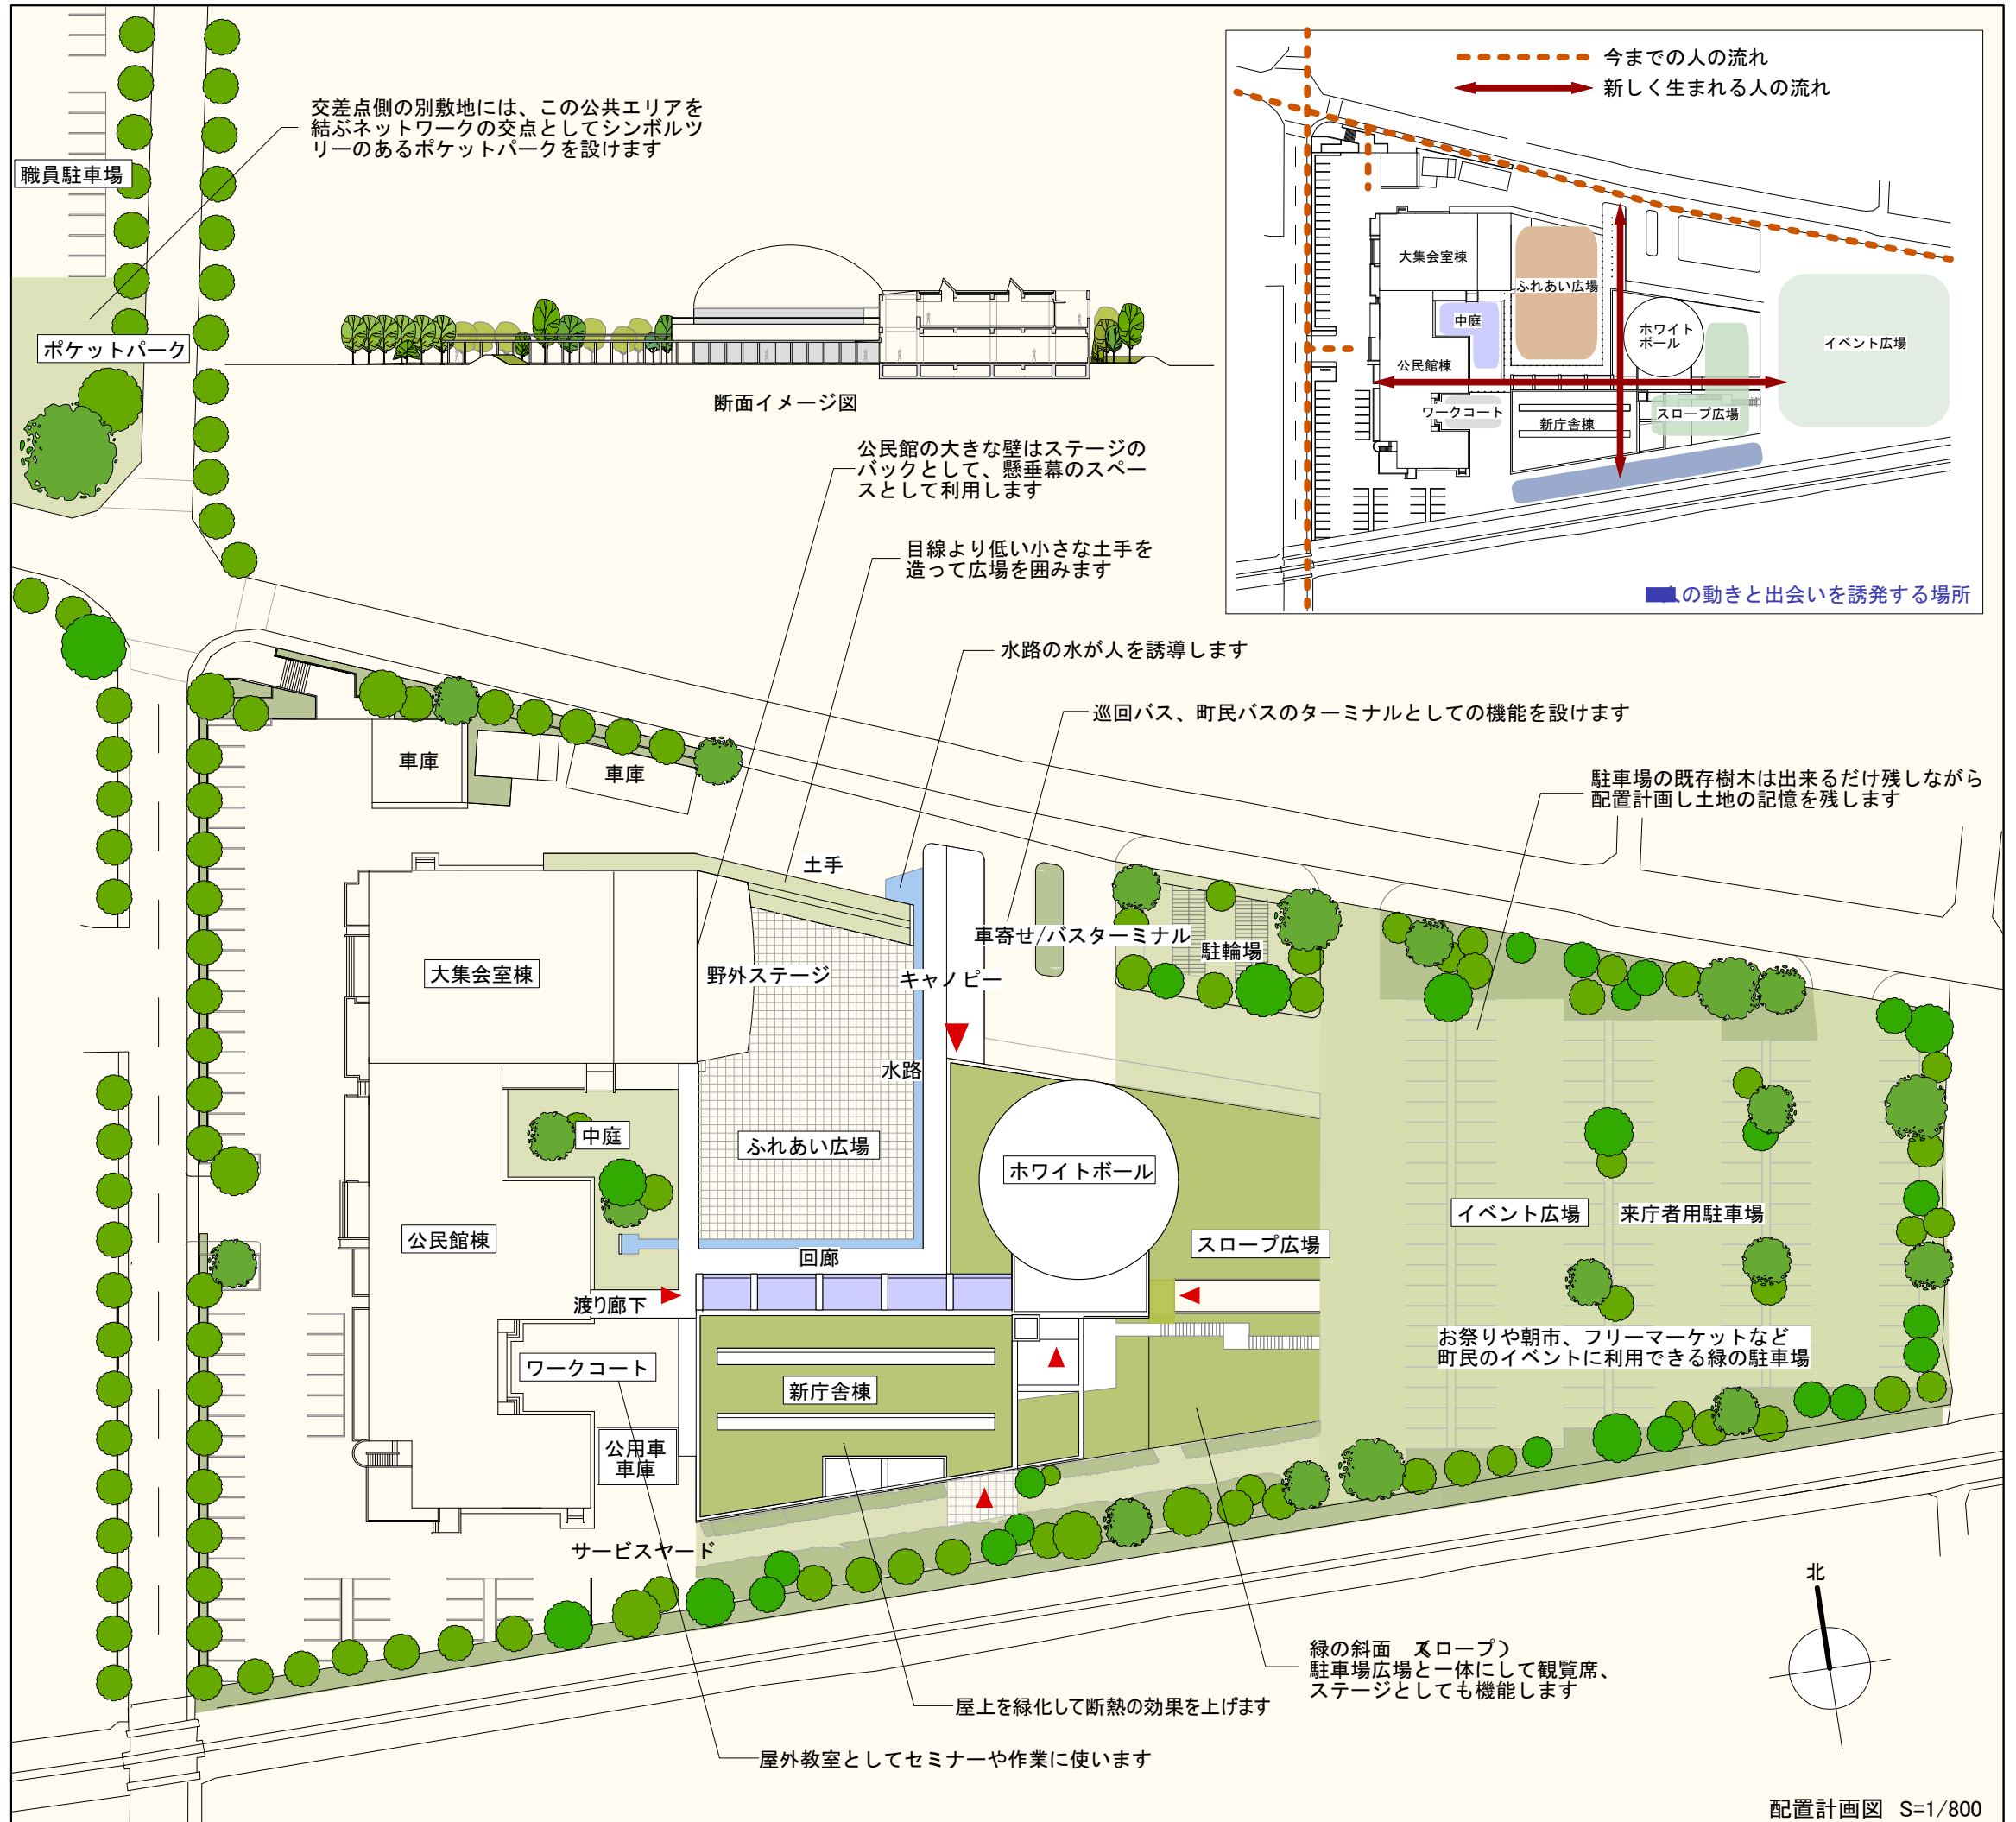 交差点側の別敷地には、この公共エリアを
結ぶネットワークの交点としてシンボルツ
リーのあるポケットパークを設けます
職員駐車場
ポケットパーク
断面イメージ図
今までの人の流れ
新しく生まれる人の流れ
大集会室棟
ふれあい広場
中庭
ホワイト
ボール
イベント広場
公民館棟
ワークコート
新庁舎棟
スロープ広場
の動きと出会いを誘発する場所
公民館の大きな壁はステージの
バックとして、懸垂幕のスペー
スとして利用します
目線より低い小さな土手を
造って広場を囲みます
水路の水が人を誘導します
巡回バス、町民バスのターミナルとしての機能を設けます
駐車場の既存樹木は出来るだけ残しながら
配置計画し土地の記憶を残します
車庫
車庫
土手
車寄せ/バスターミナル
駐輪場
大集会室棟
野外ステージ
キャノピー
水路
中庭
ふれあい広場
ホワイトボール
イベント広場
来庁者用駐車場
公民館棟
回廊
スロープ広場
渡り廊下
お祭りや朝市、フリーマーケットなど
町民のイベントに利用できる緑の駐車場
ワークコート
新庁舎棟
公用車
車庫
サービスヤード
北
緑の斜面 スロープ)
駐車場広場と一体にして観覧席、
ステージとしても機能します
屋上を緑化して断熱の効果を上げます
屋外教室としてセミナーや作業に使います
配置計画図 S=1/800